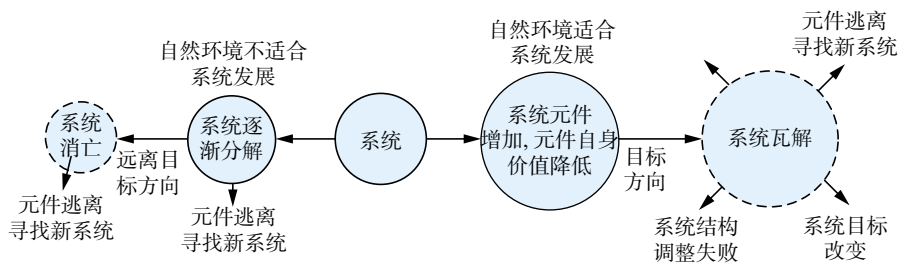 自然环境不适合
系统发展
系统
消亡
远离目
标方向
系统逐
渐分解
元件逃离
寻找新系统
元件逃离
寻找新系统
系统
自然环境适合
系统发展
系统元件
增加, 元件自身
价值降低
目标
方向
元件逃离
寻找新系统
系统瓦解
系统结构
调整失败
系统目标
改变